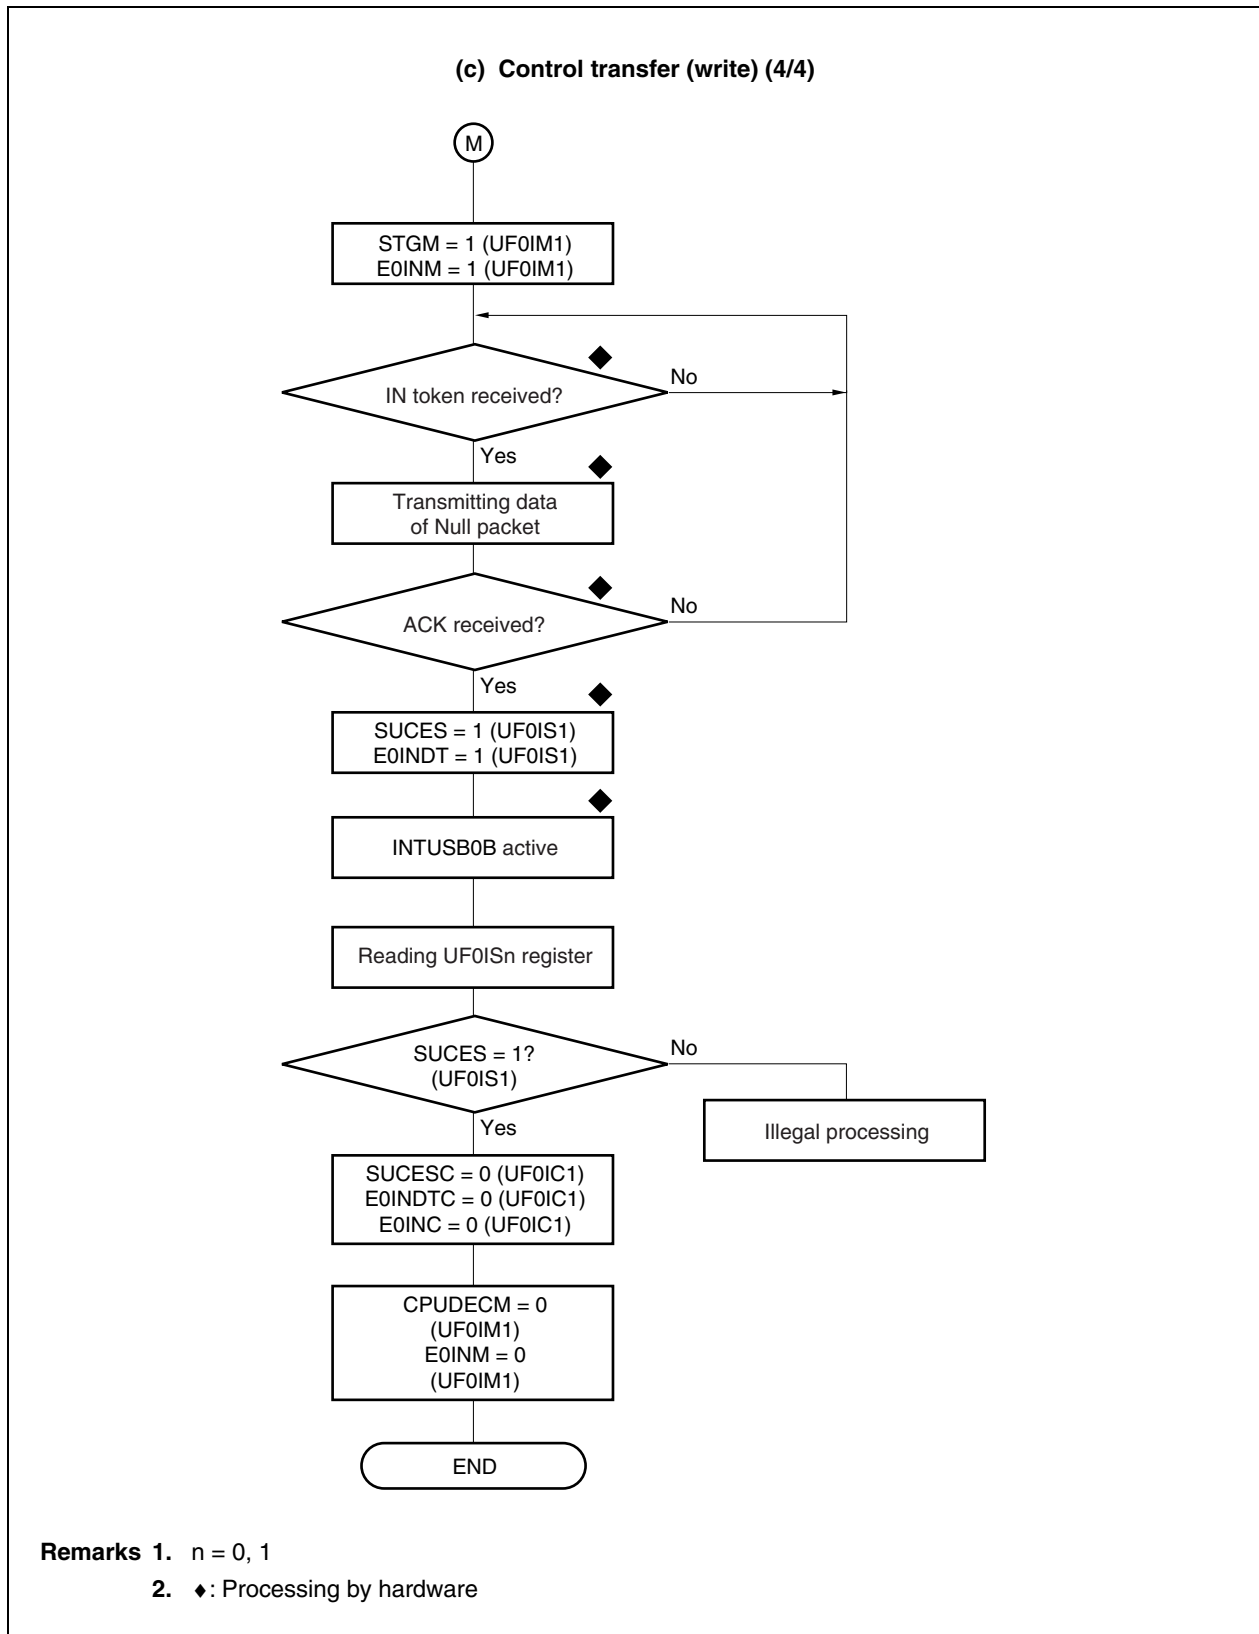 (c) Control transfer (write) (4/4)
M
STGM = 1 (UF0IM1)
E0INM = 1 (UF0IM1)
IN token received?
No
Yes
Transmitting data
of Null packet
ACK received?
No
Yes
SUCES = 1 (UF0IS1)
E0INDT = 1 (UF0IS1)
INTUSB0B active
Reading UF0ISn register
SUCES = 1?
(UF0IS1)
No
Yes
Illegal processing
SUCESC = 0 (UF0IC1)
E0INDTC = 0 (UF0IC1)
E0INC = 0 (UF0IC1)
CPUDECM = 0
(UF0IM1)
E0INM = 0
(UF0IM1)
END
Remarks 1. n = 0, 1
2. ♦: Processing by hardware